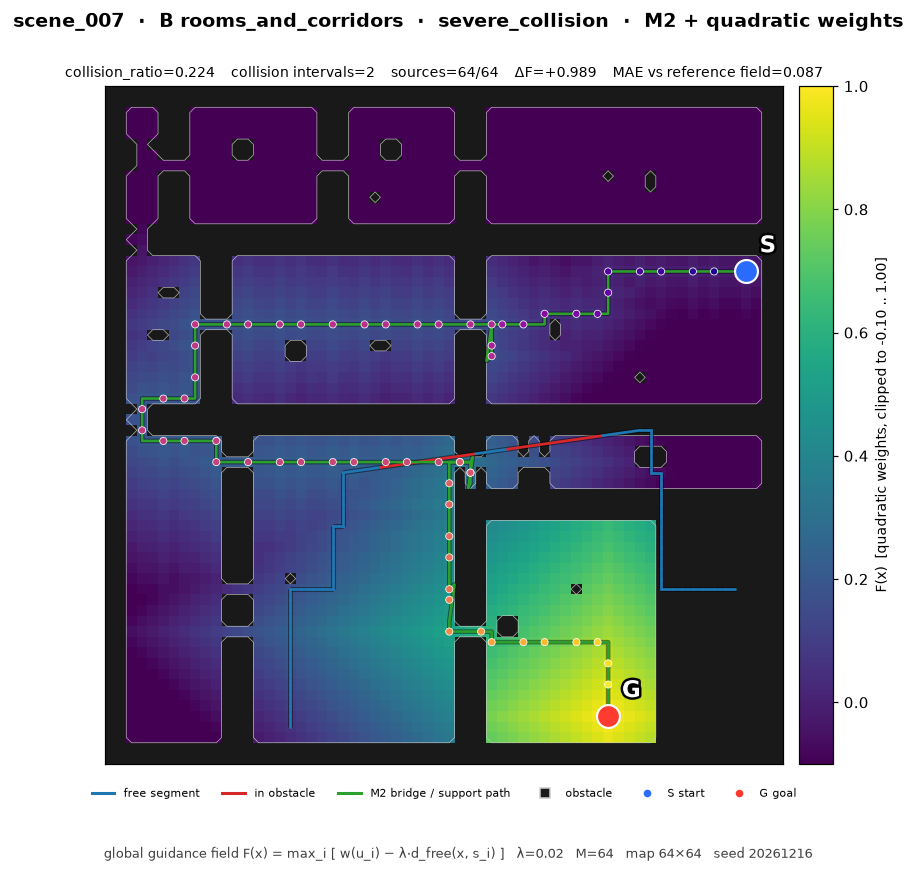 scene_007 · B rooms_and_corridors · severe_collision · M2 + quadratic weights
collision_ratio=0.224 collision intervals=2 sources=64/64 ΔF=+0.989 MAE vs reference field=0.087
S
G
1.0
0.8
0.6
0.4
0.2
0.0
F(x) [quadratic weights, clipped to -0.10 .. 1.00]
free segment
in obstacle
M2 bridge / support path
obstacle
S start
G goal
global guidance field F(x) = max_i [ w(u_i) − λ·d_free(x, s_i) ] λ=0.02 M=64 map 64×64 seed 20261216